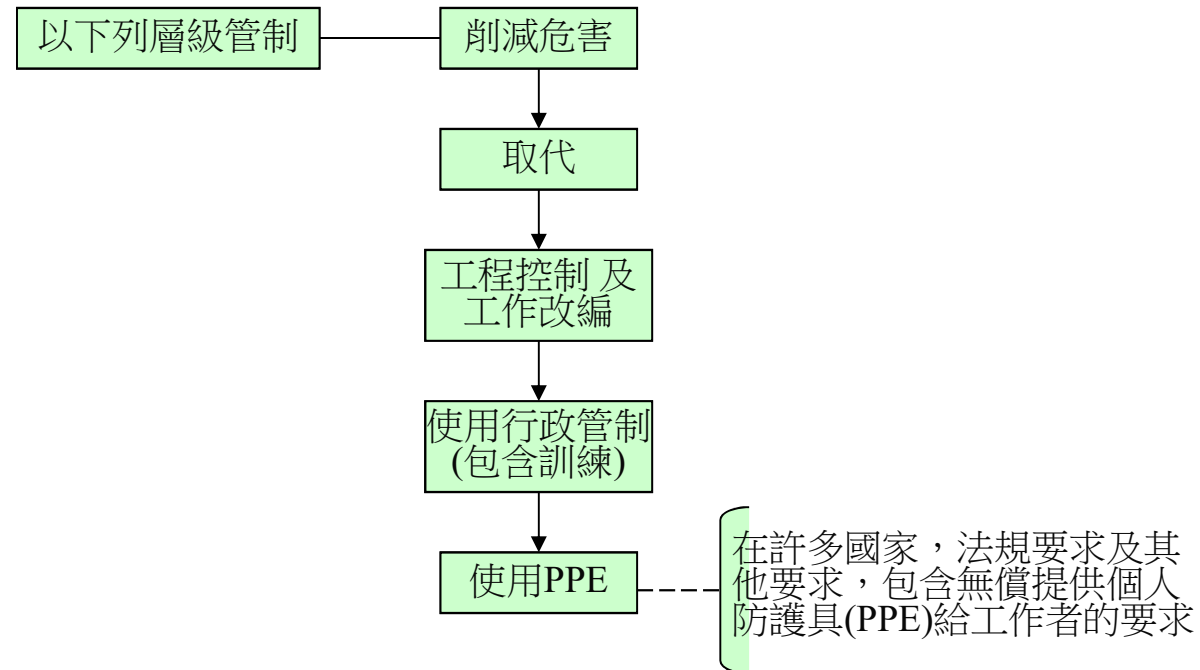 以下列層級管制
削減危害
取代
工程控制 及
工作改編
使用行政管制
(包含訓練)
使用PPE
在許多國家，法規要求及其
他要求，包含無償提供個人
防護具(PPE)給工作者的要求